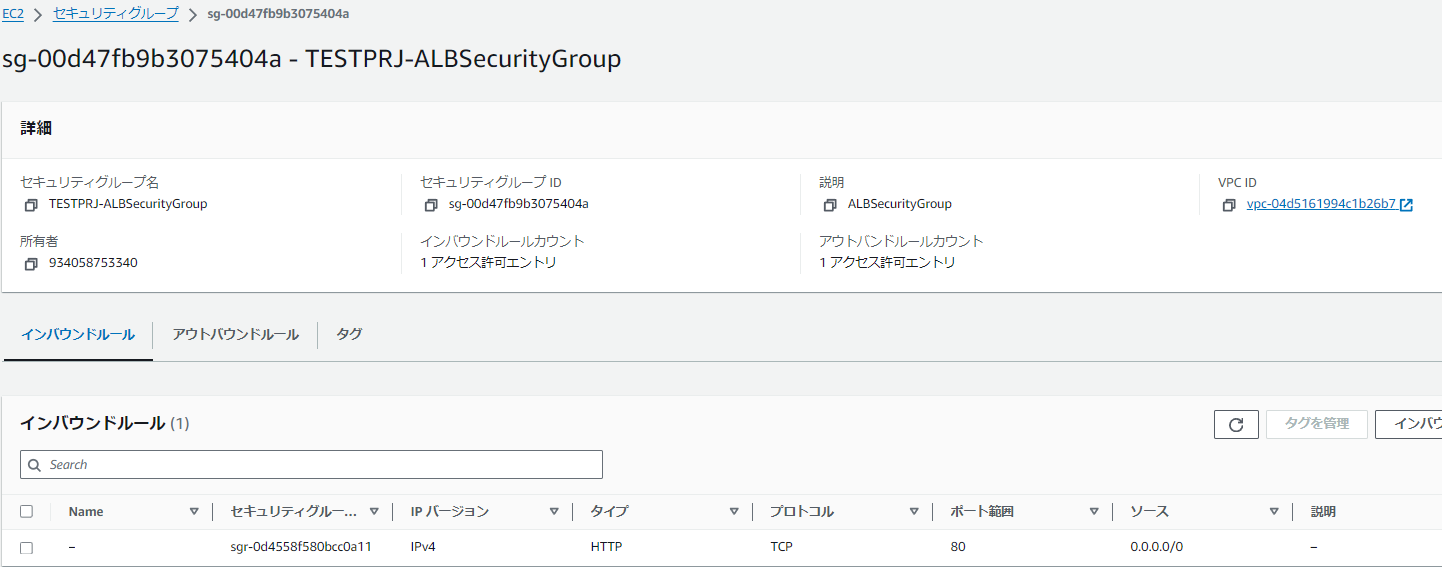 EC2 > セキュリティグループ > sg-00d47fb9b3075404a
sg-00d47fb9b3075404a - TESTPRJ-ALBSecurityGroup
詳細
セキュリティグループ名 セキュリティグループ ID 説明 VPC ID
TESTPRJ-ALBSecurityGroup sg-00d47fb9b3075404a ALBSecurityGroup vpc-04d5161994c1b26b7
所有者 インバウンドルールカウント アウトバンドルールカウント
934058753340 1 アクセス許可エントリ 1 アクセス許可エントリ
インバウンドルール アウトバウンドルール タグ
インバウンドルール (1) タグを管理 インバウ
Search
Name セキュリティグルー... IP バージョン タイプ プロトコル ポート範囲 ソース 説明
– sgr-0d4558f580bcc0a11 IPv4 HTTP TCP 80 0.0.0.0/0 –